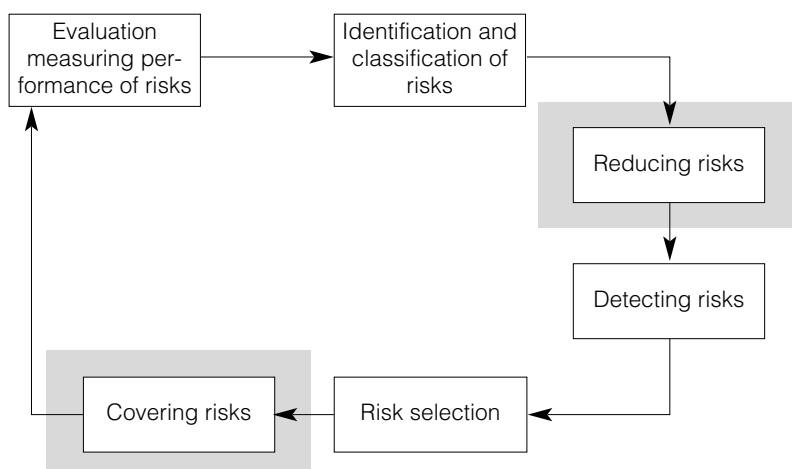 Evaluation
measuring per-
formance of risks
Identification and
classification of
risks
Reducing risks
Detecting risks
Risk selection
Covering risks